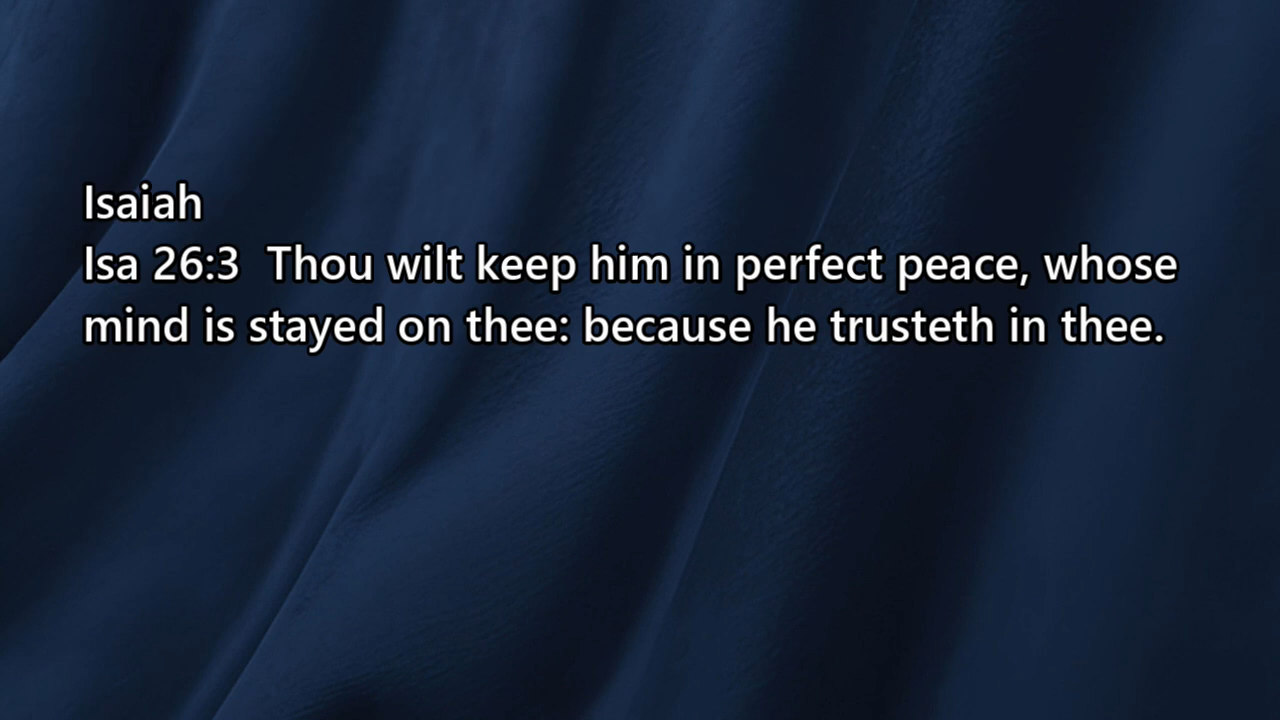 Isaiah
Isa 26:3  Thou wilt keep him in perfect peace, whose
mind is stayed on thee: because he trusteth in thee.